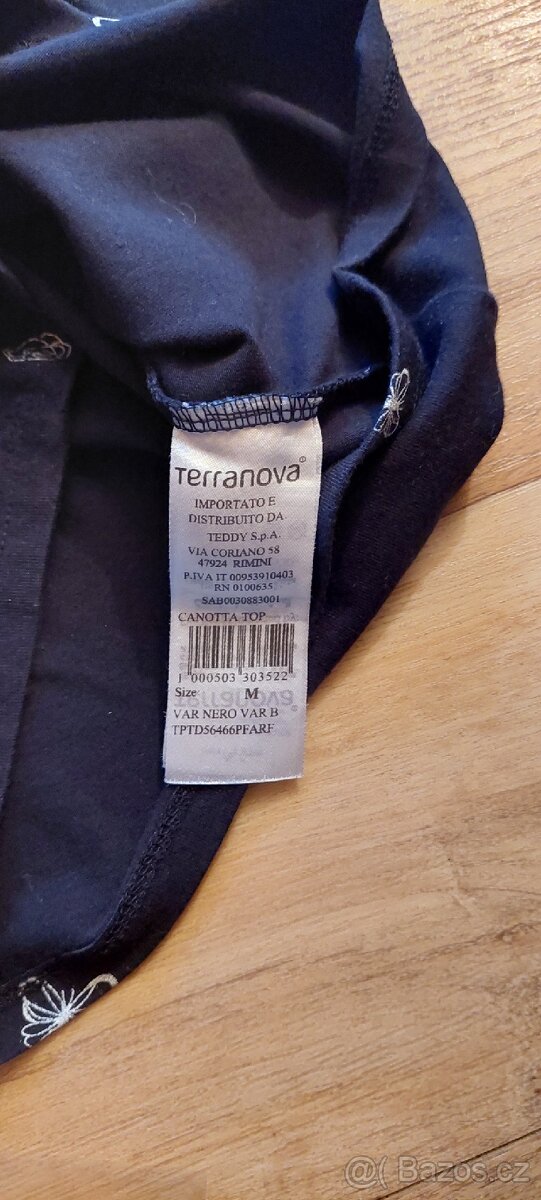 Terranova®
IMPORTATO E
DISTRIBUITO DA
TEDDY S.p.A.
VIA CORIANO 58
47924 RIMINI
P.IVA IT 00953910403
RN 0100635
SAB0030883001
CANOTTA TOP
1 000503 303522
Size: M
VAR NERO VAR B
TPTD56466PFARF
@( Bazos.cz